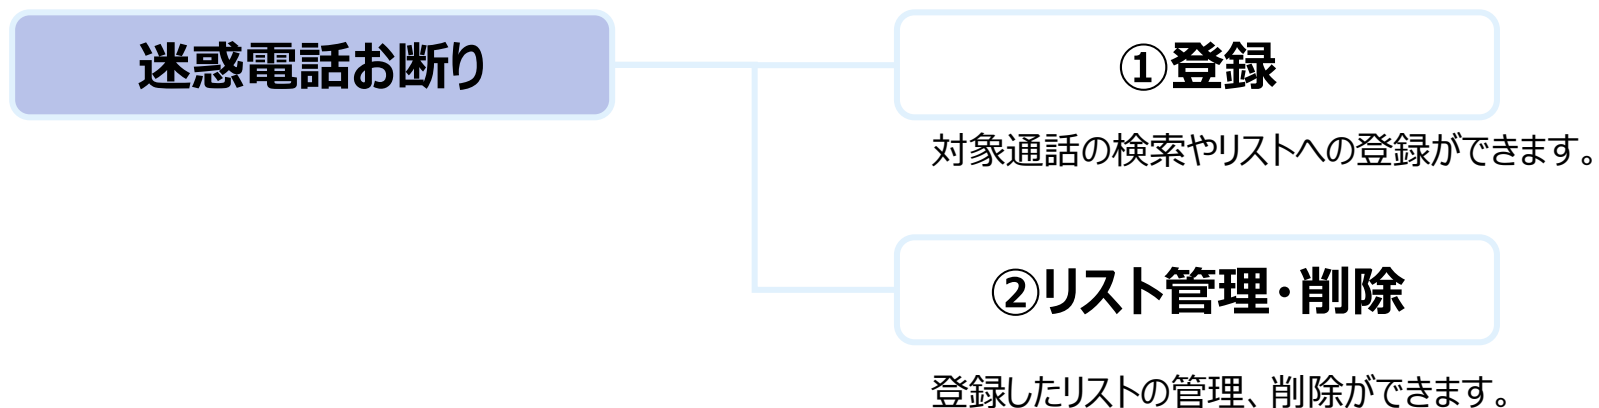 迷惑電話お断り
①登録
対象通話の検索やリストへの登録ができます。
②リスト管理・削除
登録したリストの管理、削除ができます。